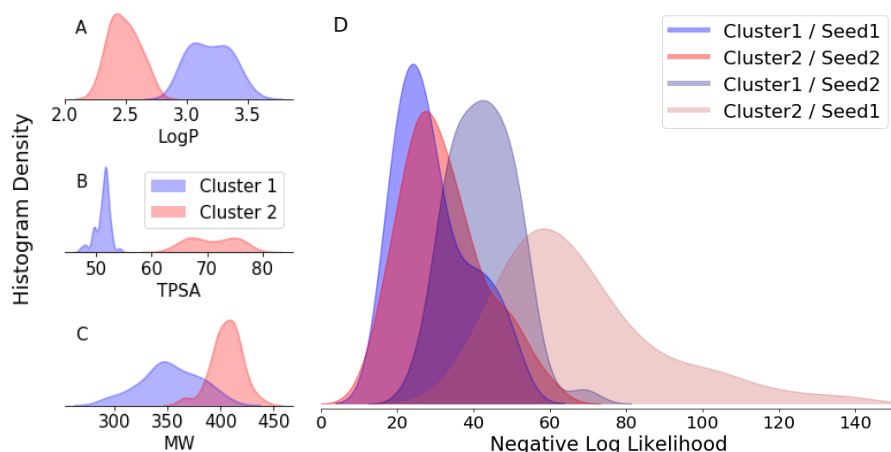 A
2.0 2.5 3.0 3.5
LogP
B
Cluster 1
Cluster 2
50 60 70 80
TPSA
C
300 350 400 450
MW
Histogram Density
D
Cluster1 / Seed1
Cluster2 / Seed2
Cluster1 / Seed2
Cluster2 / Seed1
0 20 40 60 80 100 120 140
Negative Log Likelihood